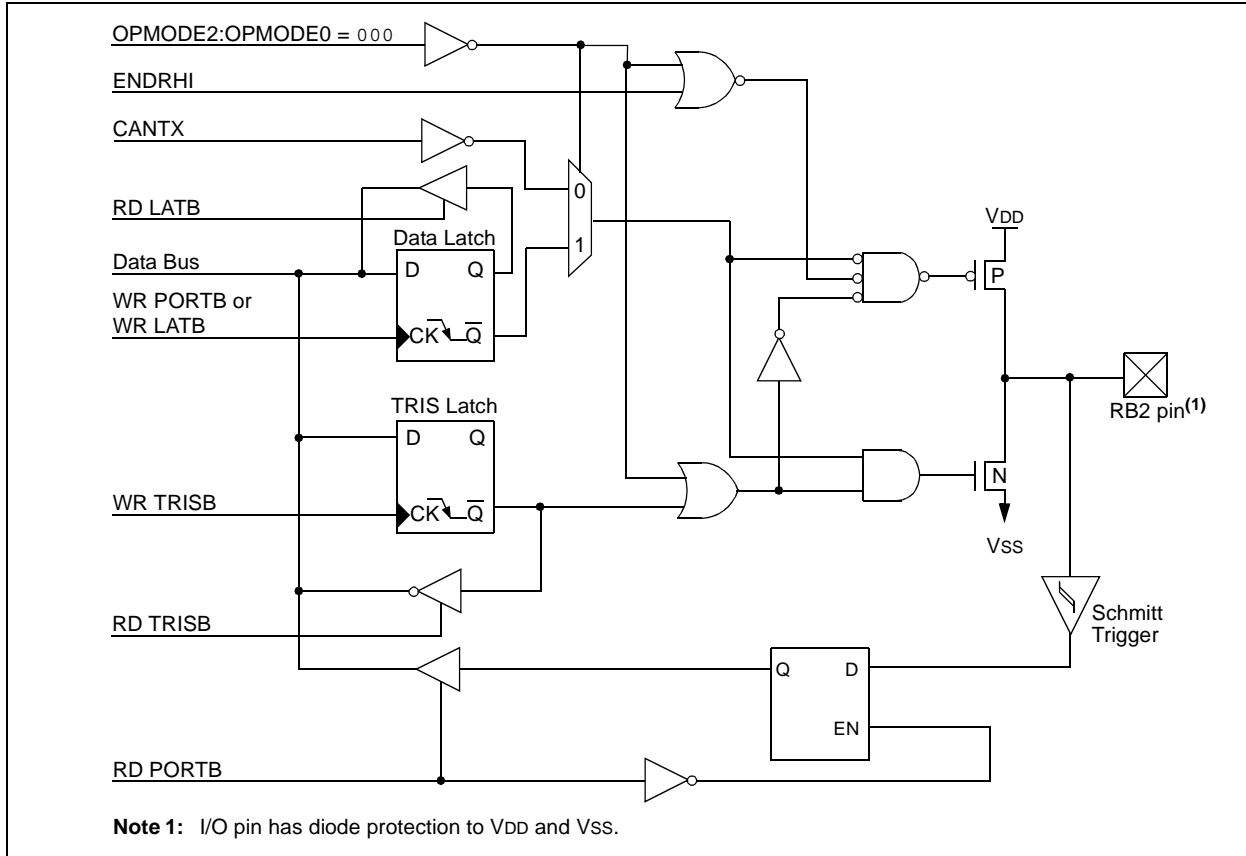 OPMODE2:OPMODE0 = 000
ENDRHI
CANTX
0
RD LATB
VDD
Data Latch
1
Data Bus
D Q
P
WR PORTB or
WR LATB
CK Q
RB2 pin(1)
TRIS Latch
D Q
N
WR TRISB
CK Q
VSS
Schmitt
Trigger
RD TRISB
Q D
EN
RD PORTB
Note 1: I/O pin has diode protection to VDD and VSS.